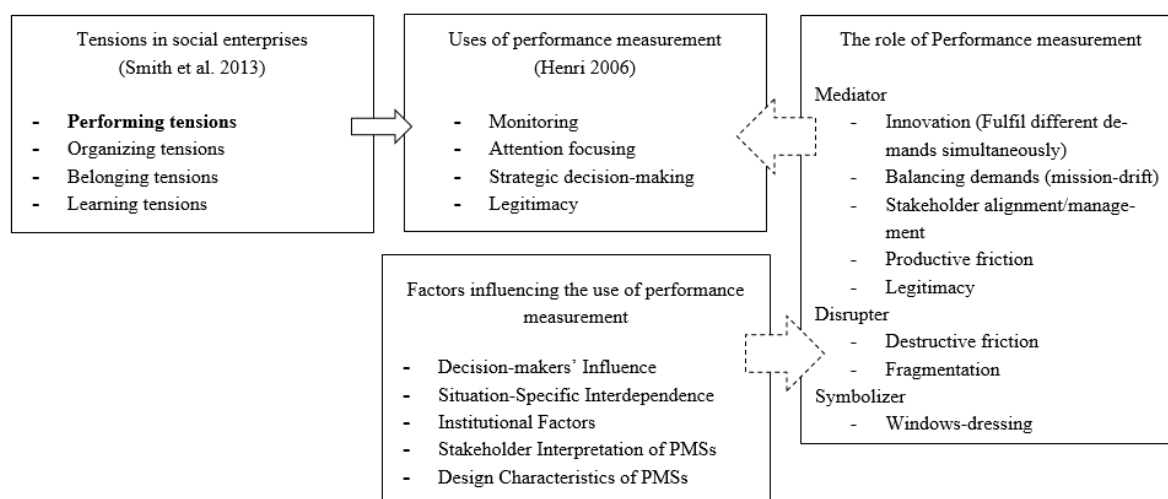 Tensions in social enterprises
(Smith et al. 2013)
- Performing tensions
- Organizing tensions
- Belonging tensions
- Learning tensions
Uses of performance measurement
(Henri 2006)
- Monitoring
- Attention focusing
- Strategic decision-making
- Legitimacy
The role of Performance measurement
Mediator
- Innovation (Fulfil different de-
mands simultaneously)
- Balancing demands (mission-drift)
- Stakeholder alignment/manage-
ment
- Productive friction
- Legitimacy
Disrupter
- Destructive friction
- Fragmentation
Symbolizer
- Windows-dressing
Factors influencing the use of performance
measurement
- Decision-makers’ Influence
- Situation-Specific Interdependence
- Institutional Factors
- Stakeholder Interpretation of PMSs
- Design Characteristics of PMSs